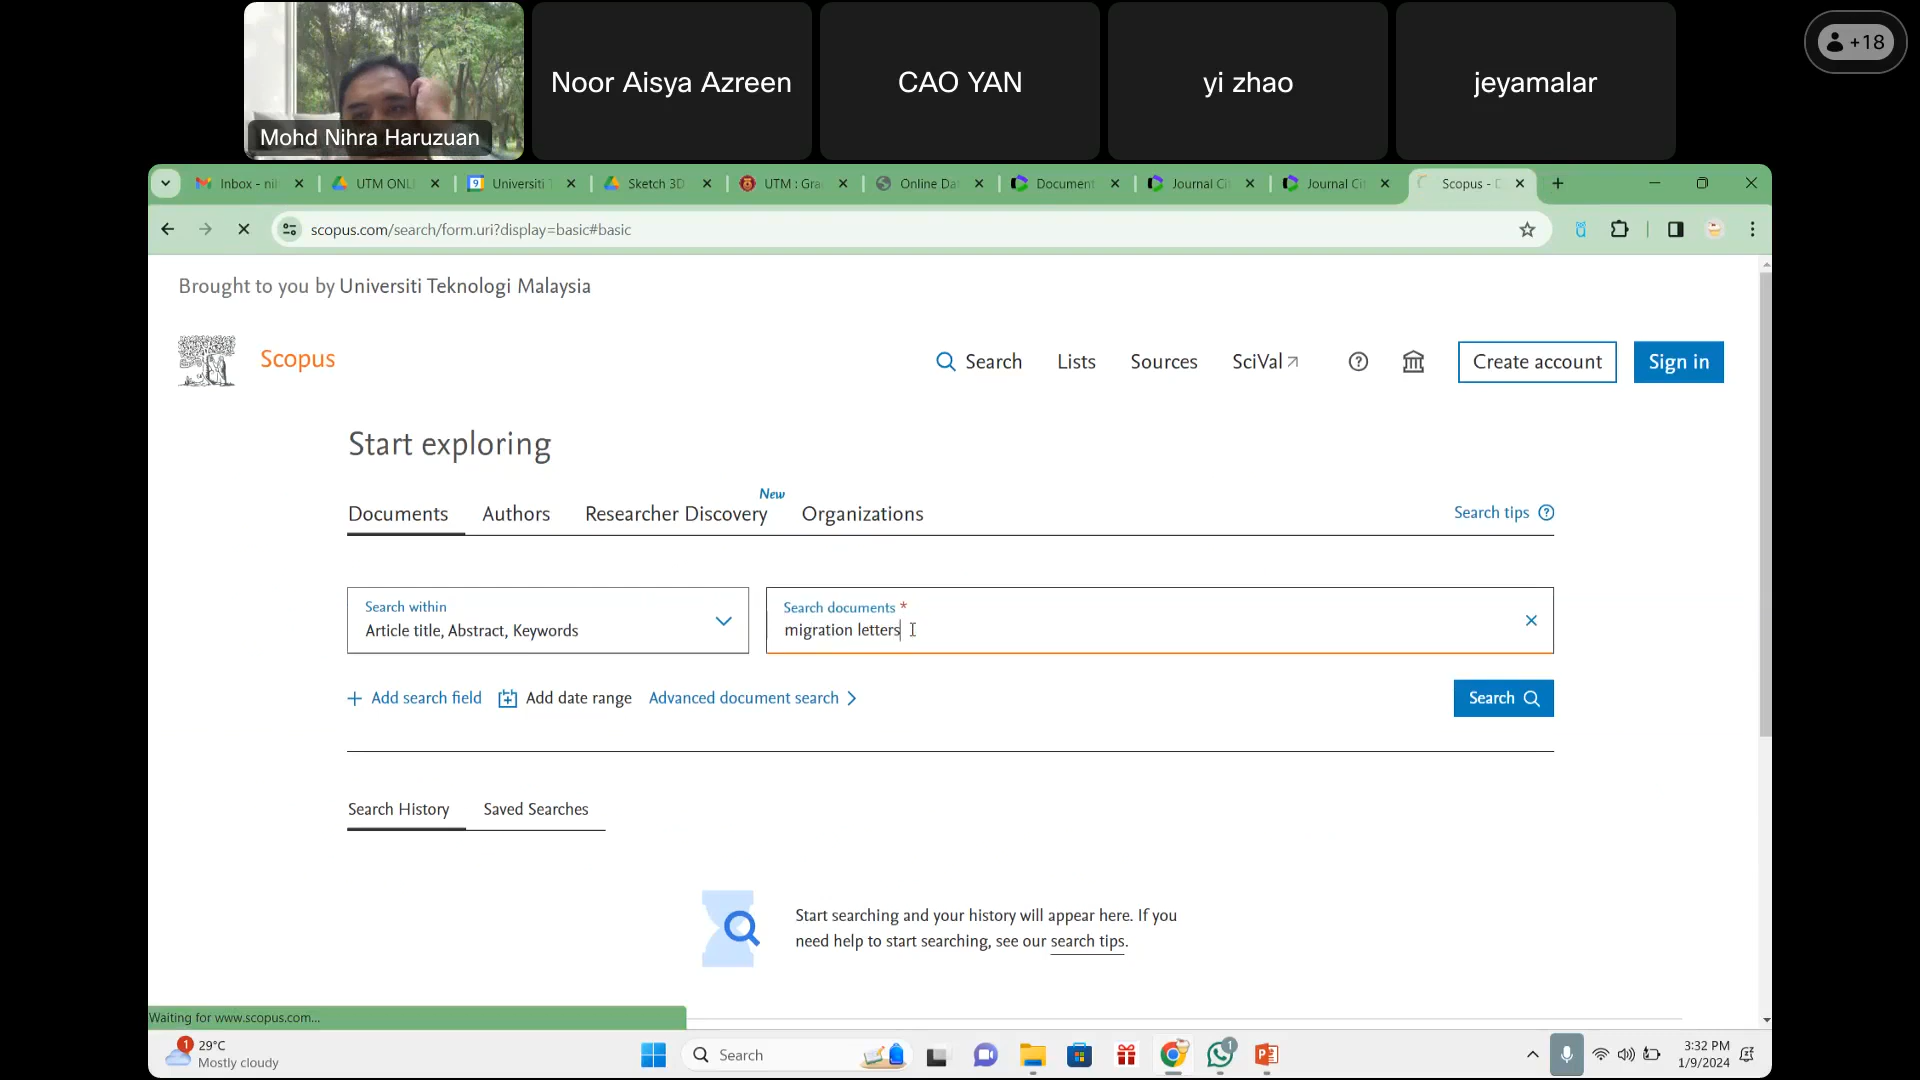 Mohd Nihra Haruzuan
Noor Aisya Azreen
CAO YAN
yi zhao
jeyamalar
+18
Inbox - ni
UTM ONL
9
Universiti
Sketch 3D
UTM : Gra
Online Da
Document
Journal Ci
Journal Ci
Scopus - D
scopus.com/search/form.uri?display=basic#basic
Brought to you by Universiti Teknologi Malaysia
Scopus
Search
Lists
Sources
SciVal
Create account
Sign in
Start exploring
Documents
Authors
Researcher Discovery
New
Organizations
Search tips
Search within
Article title, Abstract, Keywords
Search documents *
migration letters
Add search field
Add date range
Advanced document search
Search
Search History
Saved Searches
Start searching and your history will appear here. If you
need help to start searching, see our search tips.
Waiting for www.scopus.com...
1
29°C
Mostly cloudy
Search
1
3:32 PM
1/9/2024